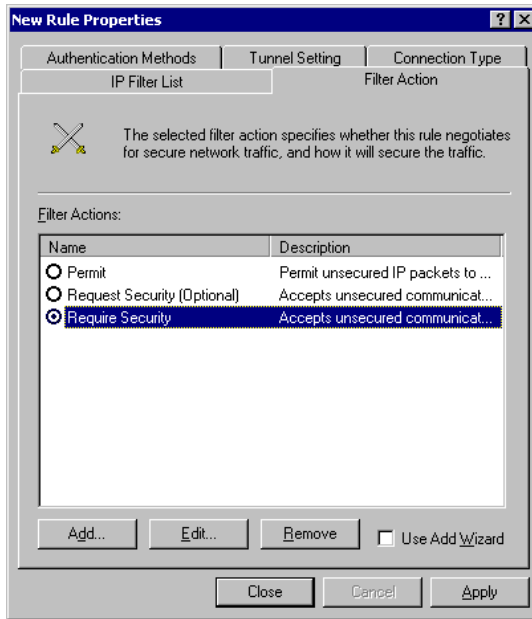 New Rule Properties
Authentication Methods
Tunnel Setting
Connection Type
IP Filter List
Filter Action
The selected filter action specifies whether this rule negotiates
for secure network traffic, and how it will secure the traffic.
Filter Actions:
Name Description
Permit Permit unsecured IP packets to ...
Request Security (Optional) Accepts unsecured communicat...
Require Security Accepts unsecured communicat...
Add... Edit... Remove Use Add Wizard
Close Cancel Apply